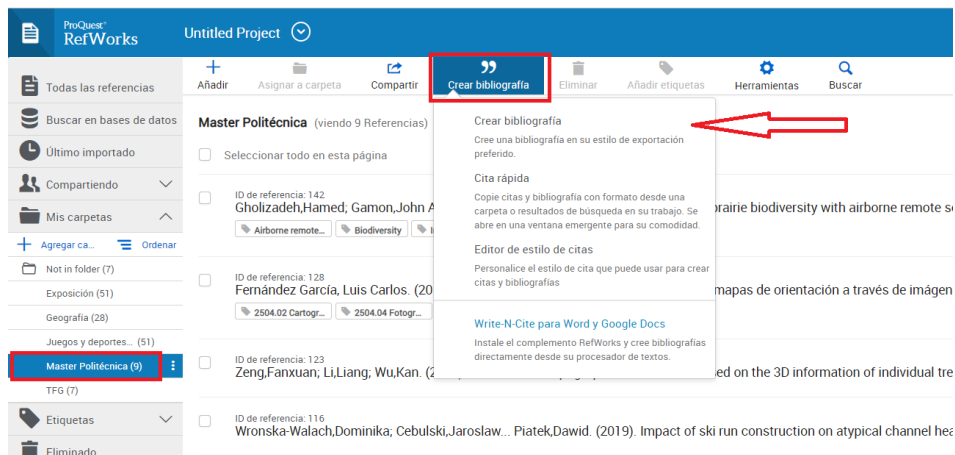 ProQuest
RefWorks
Untitled Project
Añadir
Asignar a carpeta
Compartir
Crear bibliografía
Eliminar
Añadir etiquetas
Herramientas
Buscar
Todas las referencias
Buscar en bases de datos
Último importado
Compartiendo
Mis carpetas
Agregar ca... Ordenar
Not in folder (7)
Exposición (51)
Geografía (28)
Juegos y deportes... (51)
Master Politécnica (9)
TFG (7)
Etiquetas
Eliminado
Master Politécnica (viendo 9 Referencias)
Seleccionar todo en esta página
ID de referencia: 142
Gholizadeh,Hamed; Gamon,John A
prairie biodiversity with airborne remote se
Airborne remote... Biodiversity
ID de referencia: 128
Fernández García, Luis Carlos. (20
mapas de orientación a través de imágen
2504.02 Cartogr... 2504.04 Fotogr...
ID de referencia: 123
Zeng,Fanxuan; Li,Liang; Wu,Kan. (2
ed on the 3D information of individual tre
ID de referencia: 116
Wronska-Walach,Dominika; Cebulski,Jaroslaw... Piatek,Dawid. (2019). Impact of ski run construction on atypical channel hea
Crear bibliografía
Cree una bibliografía en su estilo de exportación
preferido.
Cita rápida
Copie citas y bibliografía con formato desde una
carpeta o resultados de búsqueda en su trabajo. Se
abre en una ventana emergente para su comodidad.
Editor de estilo de citas
Personalice el estilo de cita que puede usar para crear
citas y bibliografías
Write-N-Cite para Word y Google Docs
Instale el complemento RefWorks y cree bibliografías
directamente desde su procesador de textos.